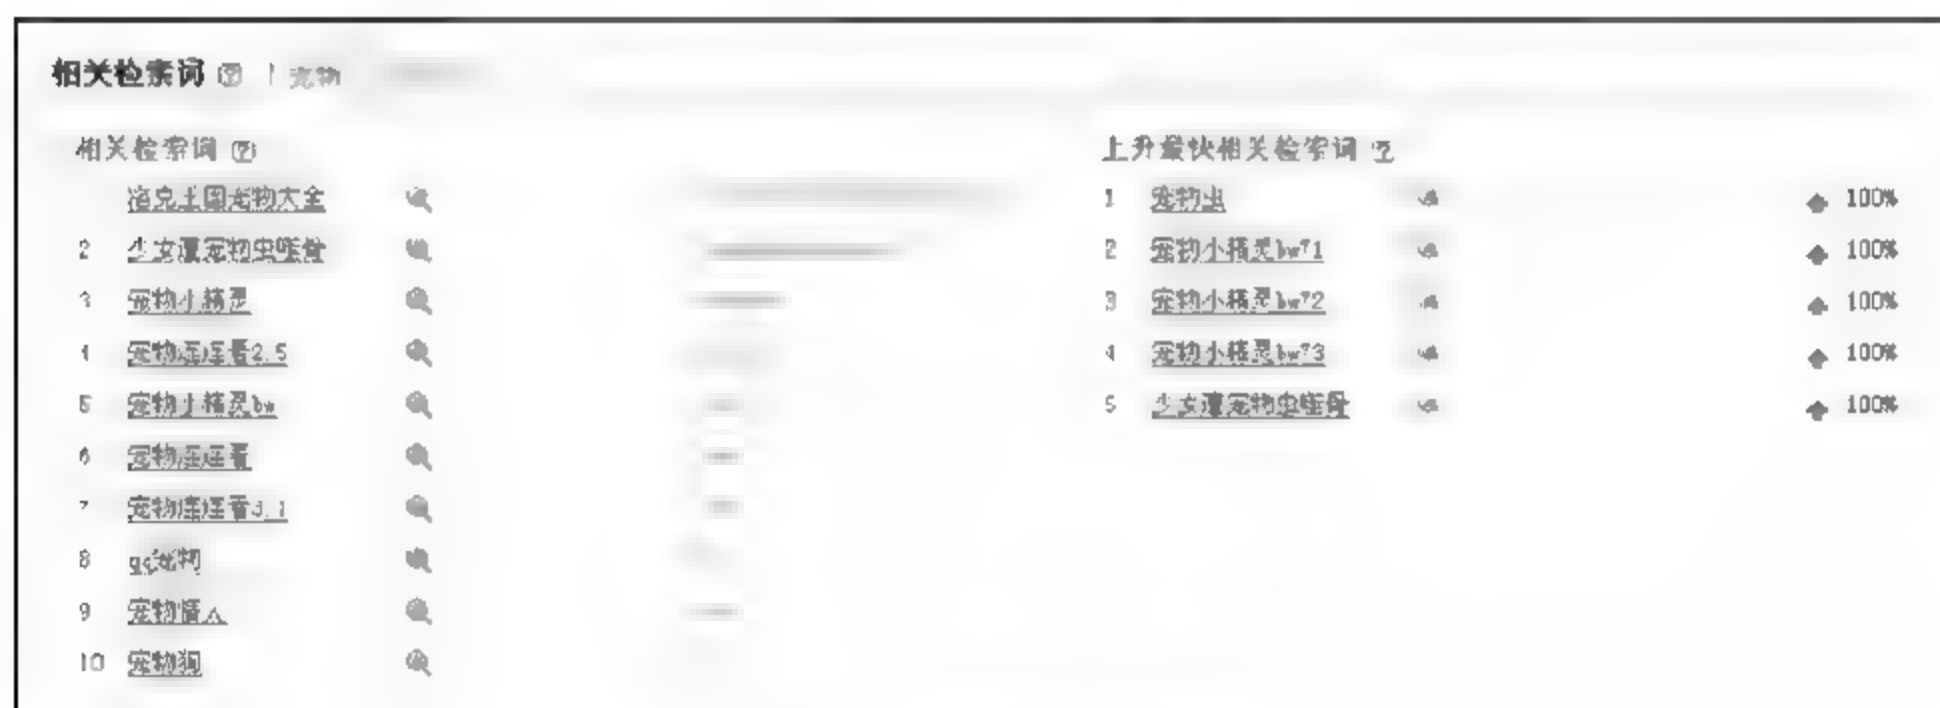 相关检索词 ? | 宠物
相关检索词 ?
洛克王国宠物大全
2 少女遭宠物虫噬骨
3 宠物小精灵
4 宠物连连看2.5
5 宠物小精灵bw
6 宠物连连看
7 宠物连连看3.1
8 qq宠物
9 宠物情人
10 宠物狗
上升最快相关检索词 ?
1 宠物虫 100%
2 宠物小精灵bw71 100%
3 宠物小精灵bw72 100%
4 宠物小精灵bw73 100%
5 少女遭宠物虫噬骨 100%